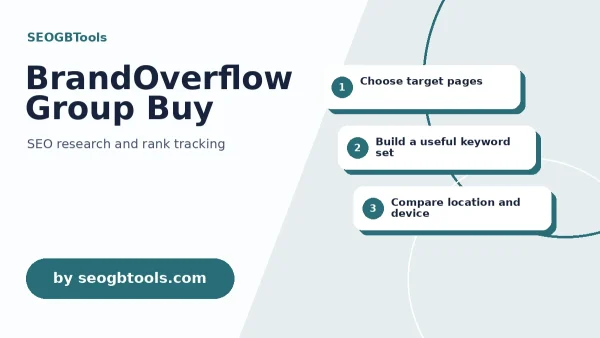 SEOGBTools
BrandOverflow
Group Buy
SEO research and rank tracking
1 Choose target pages
2 Build a useful keyword
set
3 Compare location and
device
by seogbtools.com